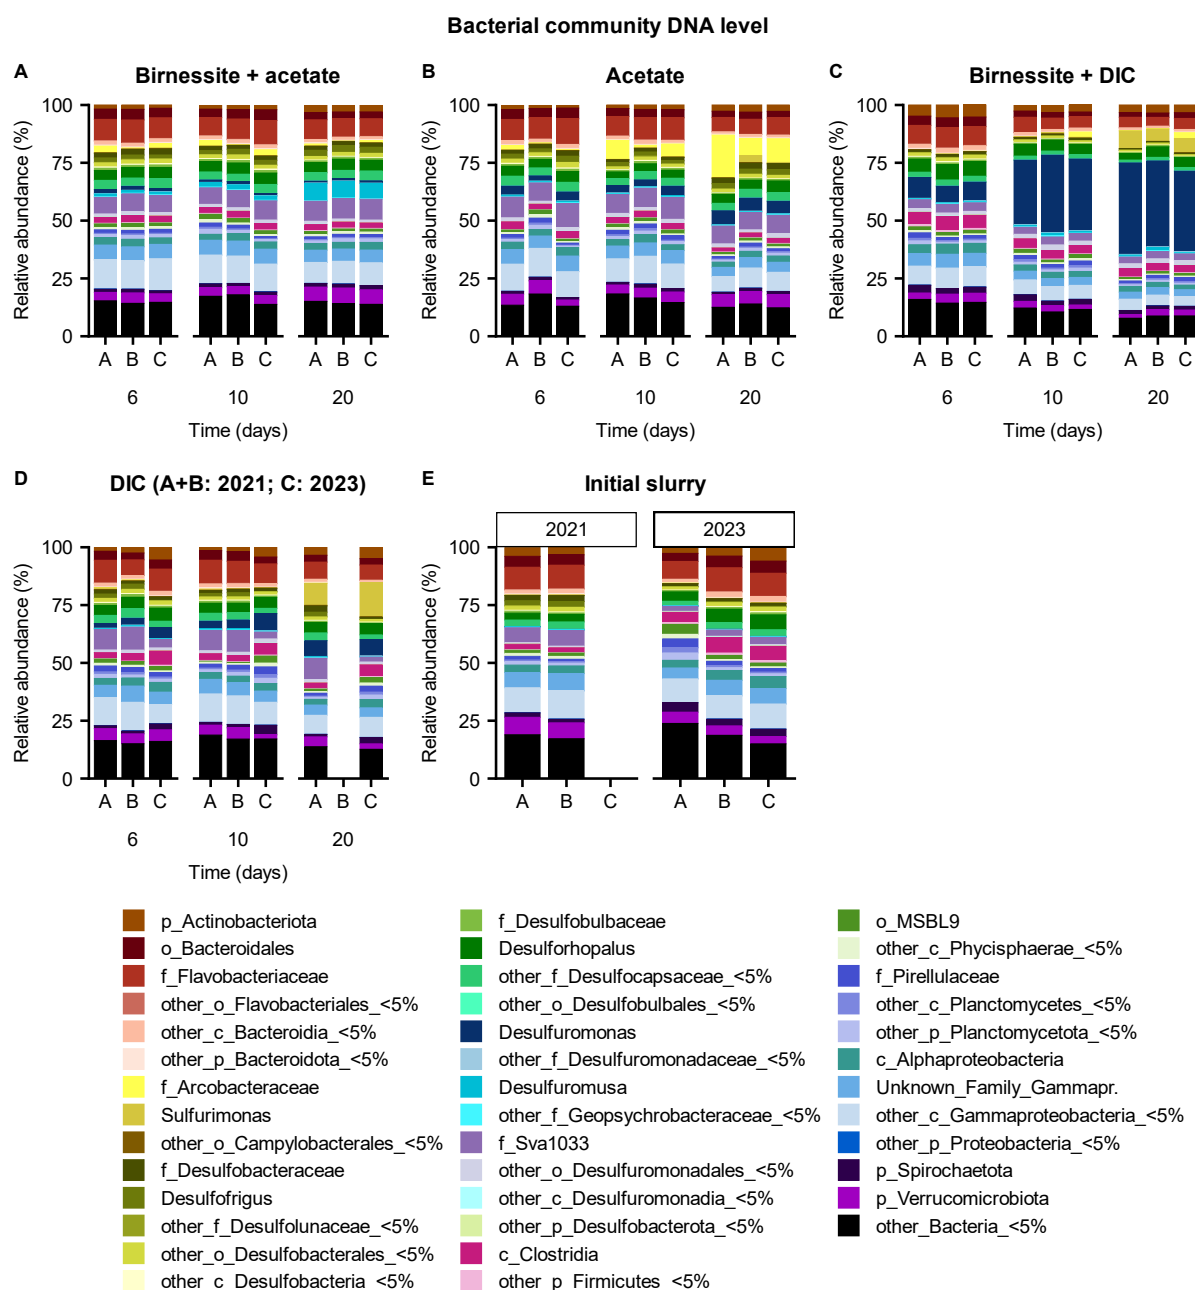 Bacterial community DNA level
A Birnessite + acetate
B Acetate
C Birnessite + DIC
Relative abundance (%)
100
75
50
25
0
A B C A B C A B C
6 10 20
Time (days)
Relative abundance (%)
100
75
50
25
0
A B C A B C A B C
6 10 20
Time (days)
Relative abundance (%)
100
75
50
25
0
A B C A B C A B C
6 10 20
Time (days)
D DIC (A+B: 2021; C: 2023)
E Initial slurry
Relative abundance (%)
100
75
50
25
0
A B C A B C A B C
6 10 20
Time (days)
2021 2023
Relative abundance (%)
100
75
50
25
0
A B C A B C
p_Actinobacteriota
o_Bacteroidales
f_Flavobacteriaceae
other_o_Flavobacteriales_<5%
other_c_Bacteroidia_<5%
other_p_Bacteroidota_<5%
f_Arcobacteraceae
Sulfurimonas
other_o_Campylobacterales_<5%
f_Desulfobacteraceae
Desulfofrigus
other_f_Desulfolunaceae_<5%
other_o_Desulfobacterales_<5%
other_c_Desulfobacteria_<5%
f_Desulfobulbaceae
Desulforhopalus
other_f_Desulfocapsaceae_<5%
other_o_Desulfobulbales_<5%
Desulfuromonas
other_f_Desulfuromonadaceae_<5%
Desulfuromusa
other_f_Geopsychrobacteraceae_<5%
f_Sva1033
other_o_Desulfuromonadales_<5%
other_c_Desulfuromonadia_<5%
other_p_Desulfobacterota_<5%
c_Clostridia
other_p_Firmicutes_<5%
o_MSBL9
other_c_Phycisphaerae_<5%
f_Pirellulaceae
other_c_Planctomycetes_<5%
other_p_Planctomycetota_<5%
c_Alphaproteobacteria
Unknown_Family_Gammapr.
other_c_Gammaproteobacteria_<5%
other_p_Proteobacteria_<5%
p_Spirochaetota
p_Verrucomicrobiota
other_Bacteria_<5%